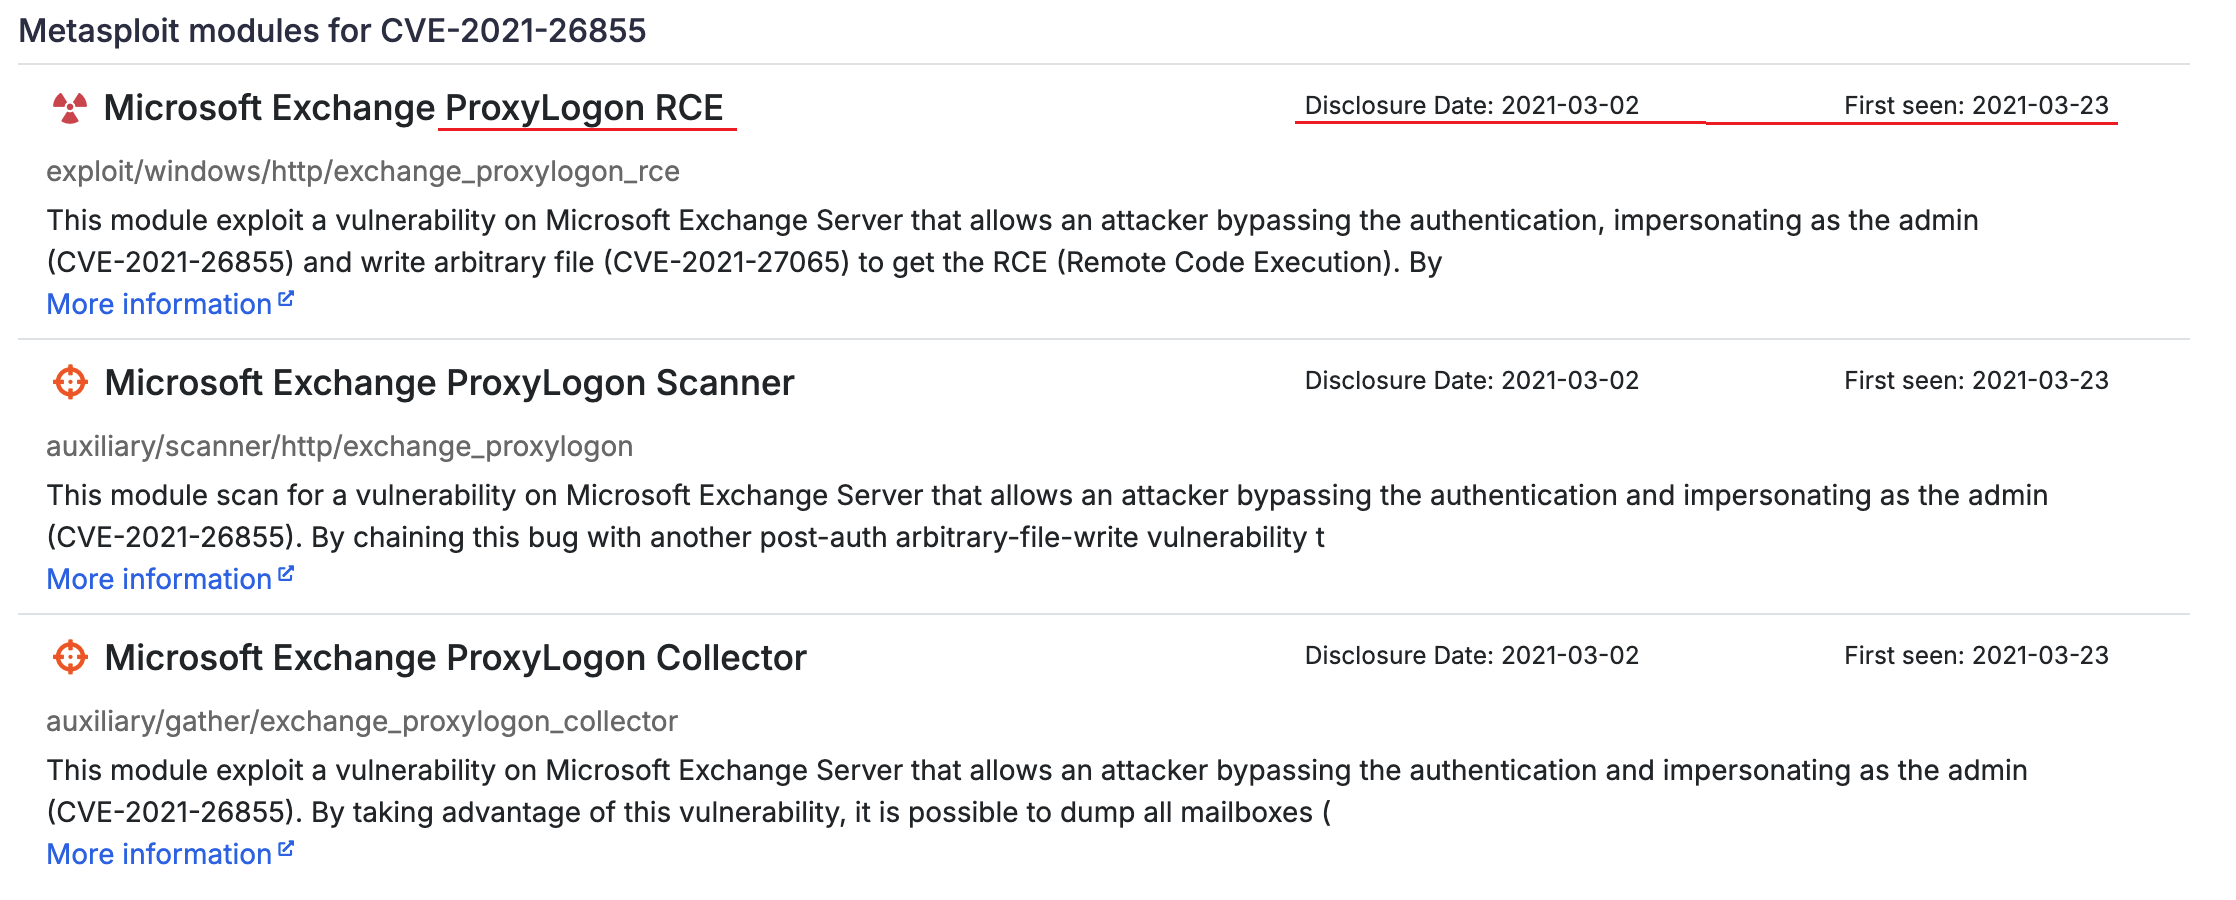 Metasploit modules for CVE-2021-26855
Microsoft Exchange ProxyLogon RCE
Disclosure Date: 2021-03-02
First seen: 2021-03-23
exploit/windows/http/exchange_proxylogon_rce
This module exploit a vulnerability on Microsoft Exchange Server that allows an attacker bypassing the authentication, impersonating as the admin
(CVE-2021-26855) and write arbitrary file (CVE-2021-27065) to get the RCE (Remote Code Execution). By
More information
Microsoft Exchange ProxyLogon Scanner
Disclosure Date: 2021-03-02
First seen: 2021-03-23
auxiliary/scanner/http/exchange_proxylogon
This module scan for a vulnerability on Microsoft Exchange Server that allows an attacker bypassing the authentication and impersonating as the admin
(CVE-2021-26855). By chaining this bug with another post-auth arbitrary-file-write vulnerability t
More information
Microsoft Exchange ProxyLogon Collector
Disclosure Date: 2021-03-02
First seen: 2021-03-23
auxiliary/gather/exchange_proxylogon_collector
This module exploit a vulnerability on Microsoft Exchange Server that allows an attacker bypassing the authentication and impersonating as the admin
(CVE-2021-26855). By taking advantage of this vulnerability, it is possible to dump all mailboxes (
More information